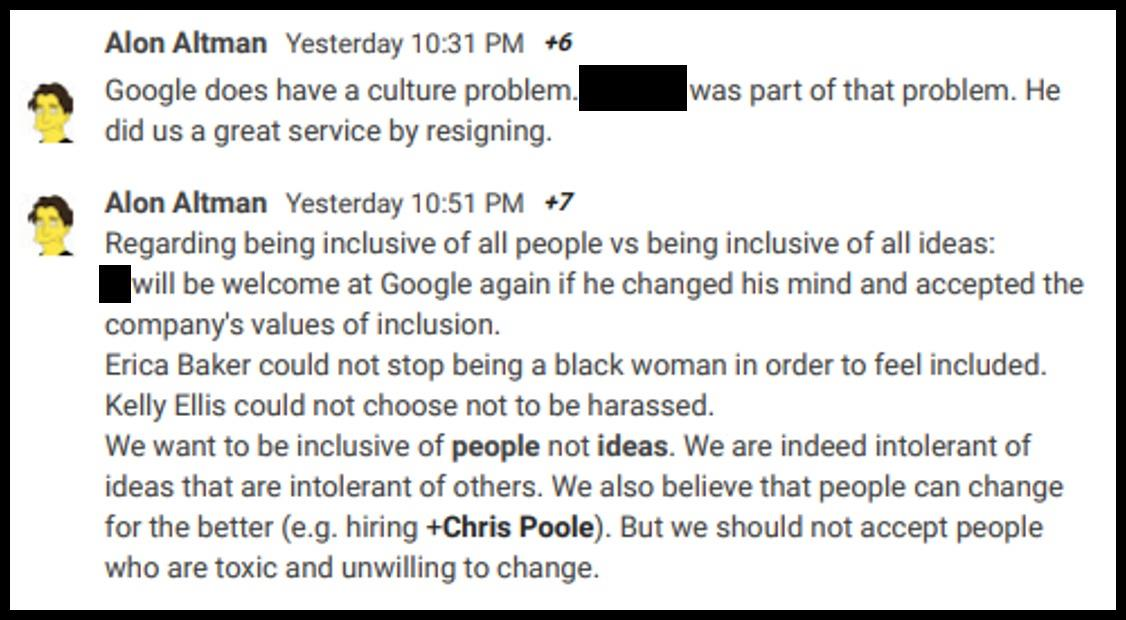 Alon Altman Yesterday 10:31 PM +6
Google does have a culture problem. was part of that problem. He
did us a great service by resigning.
Alon Altman Yesterday 10:51 PM +7
Regarding being inclusive of all people vs being inclusive of all ideas:
will be welcome at Google again if he changed his mind and accepted the
company's values of inclusion.
Erica Baker could not stop being a black woman in order to feel included.
Kelly Ellis could not choose not to be harassed.
We want to be inclusive of people not ideas. We are indeed intolerant of
ideas that are intolerant of others. We also believe that people can change
for the better (e.g. hiring +Chris Poole). But we should not accept people
who are toxic and unwilling to change.